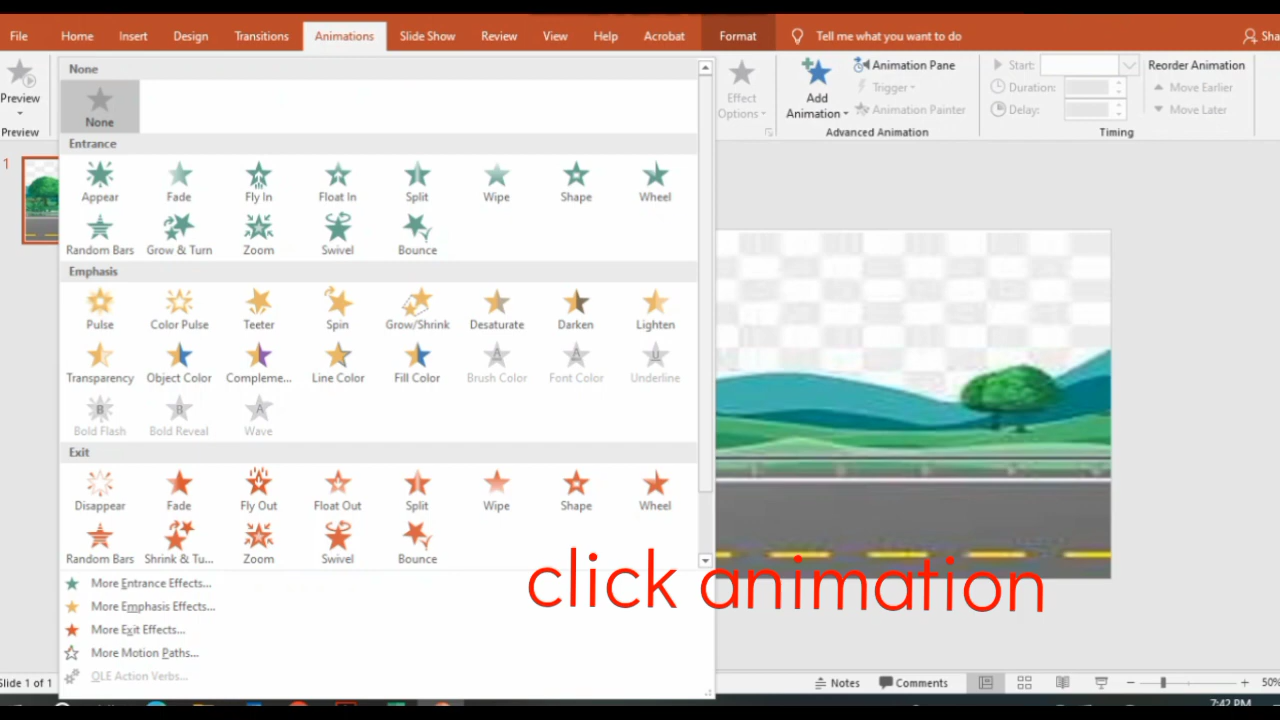 File Home Insert Design Transitions Animations Slide Show Review View Help Acrobat Format Tell me what you want to do Sha
Preview
Preview
None
None
Entrance
Appear Fade Fly In Float In Split Wipe Shape Wheel
Random Bars Grow & Turn Zoom Swivel Bounce
Emphasis
Pulse Color Pulse Teeter Spin Grow/Shrink Desaturate Darken Lighten
Transparency Object Color Compleme... Line Color Fill Color Brush Color Font Color Underline
Bold Flash Bold Reveal Wave
Exit
Disappear Fade Fly Out Float Out Split Wipe Shape Wheel
Random Bars Shrink & Tu... Zoom Swivel Bounce
More Entrance Effects...
More Emphasis Effects...
More Exit Effects...
More Motion Paths...
OLE Action Verbs...
Effect
Options
Add
Animation
Animation Pane
Trigger
Animation Painter
Advanced Animation
Start:
Duration:
Delay:
Reorder Animation
Move Earlier
Move Later
Timing
1
click animation
Slide 1 of 1 Notes Comments 50%
7:42 PM